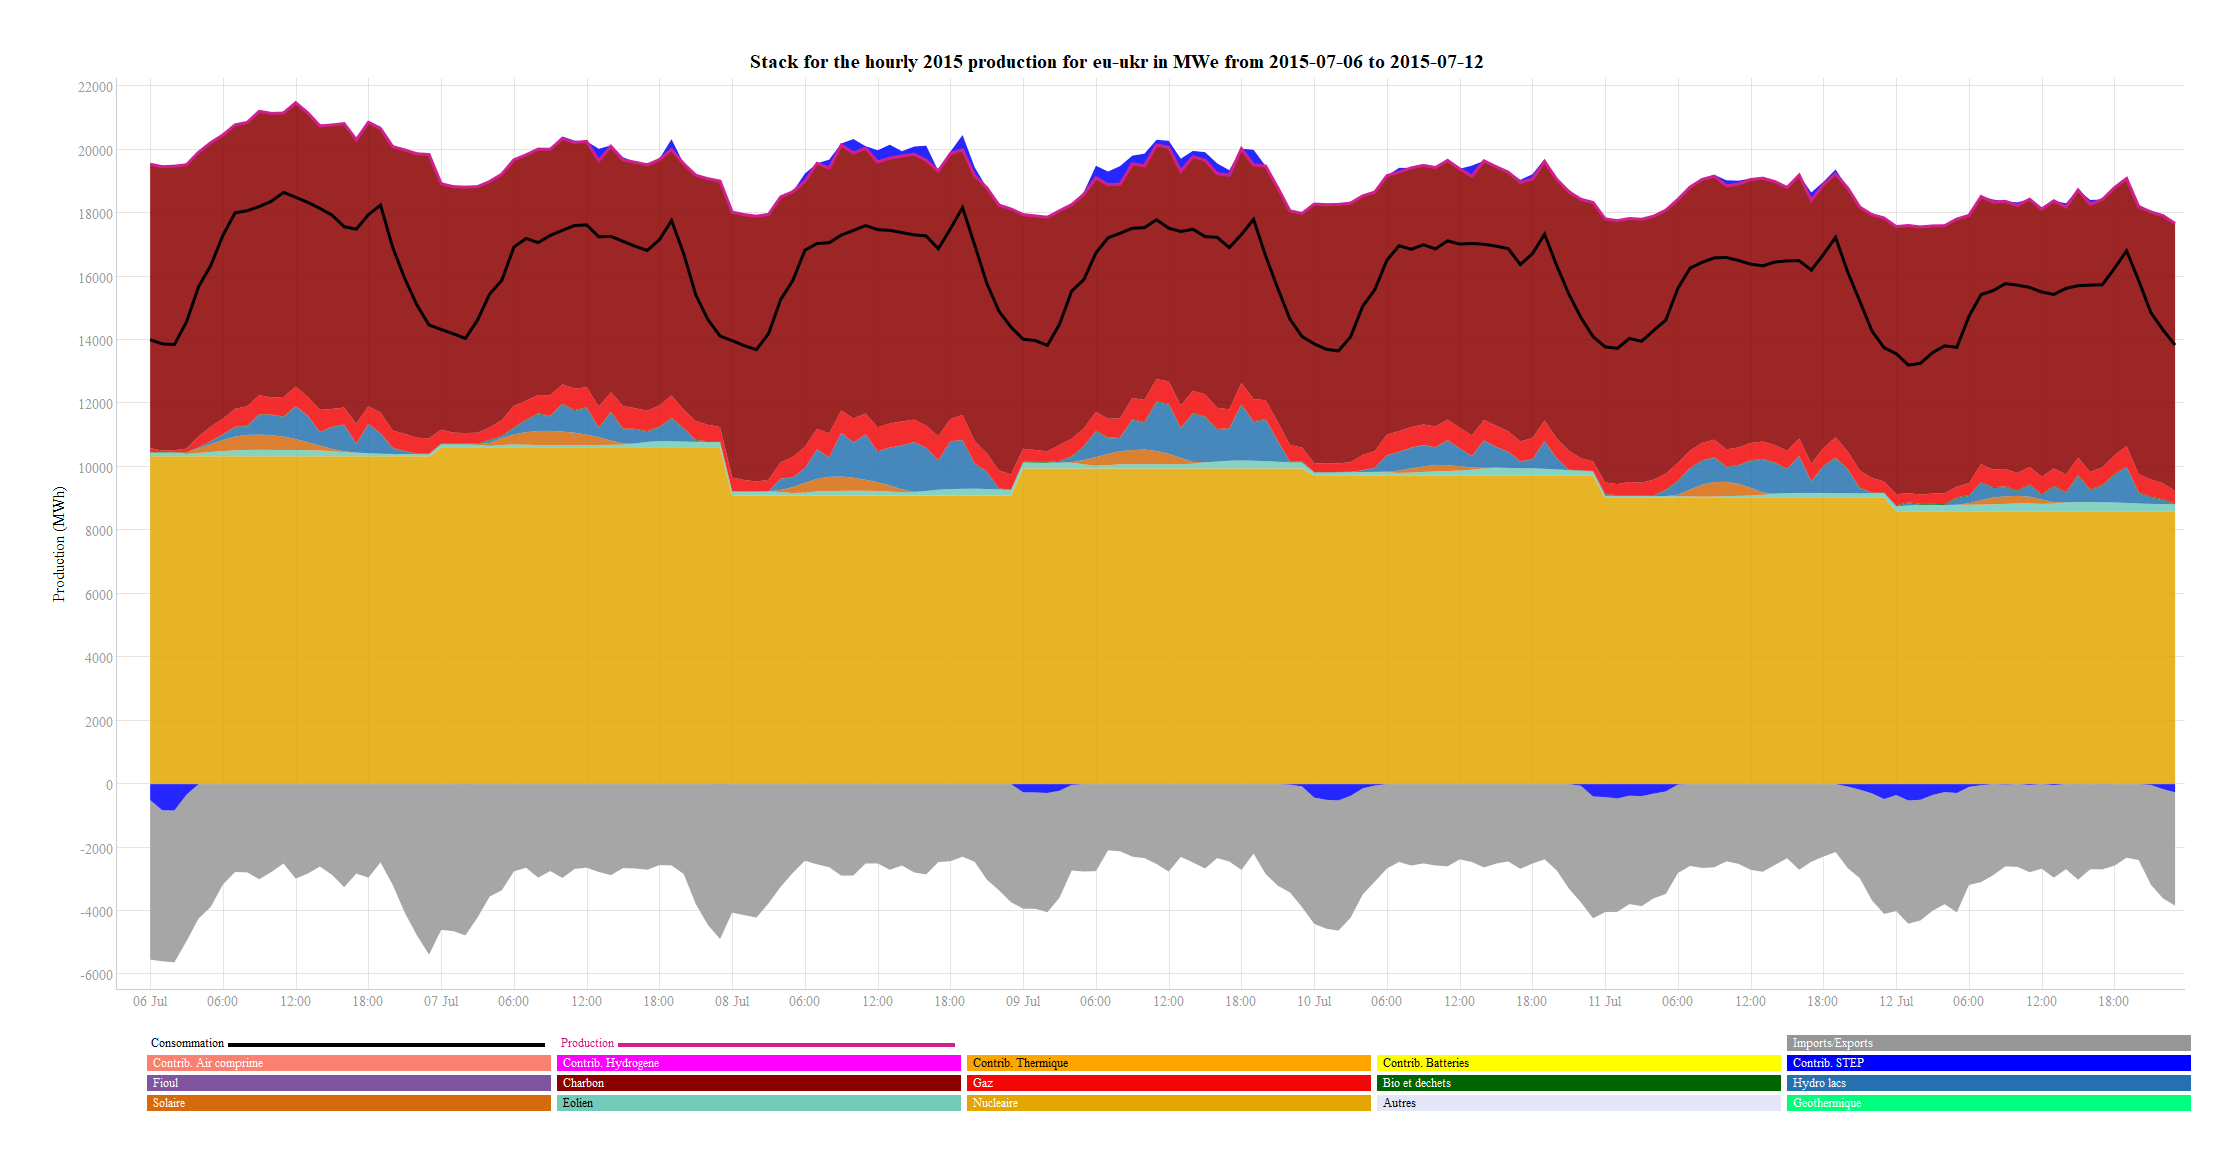 Stack for the hourly 2015 production for eu-ukr in MWe from 2015-07-06 to 2015-07-12
22000
20000
18000
16000
14000
12000
10000
8000
6000
4000
2000
0
-2000
-4000
-6000
Production (MWh)
06 Jul 06:00 12:00 18:00 07 Jul 06:00 12:00 18:00 08 Jul 06:00 12:00 18:00 09 Jul 06:00 12:00 18:00 10 Jul 06:00 12:00 18:00 11 Jul 06:00 12:00 18:00 12 Jul 06:00 12:00 18:00
Consommation Production Imports/Exports
Contrib. Air comprime Contrib. Hydrogene Contrib. Thermique Contrib. Batteries Contrib. STEP
Fioul Charbon Gaz Bio et dechets Hydro lacs
Solaire Eolien Nucleaire Autres Geothermique